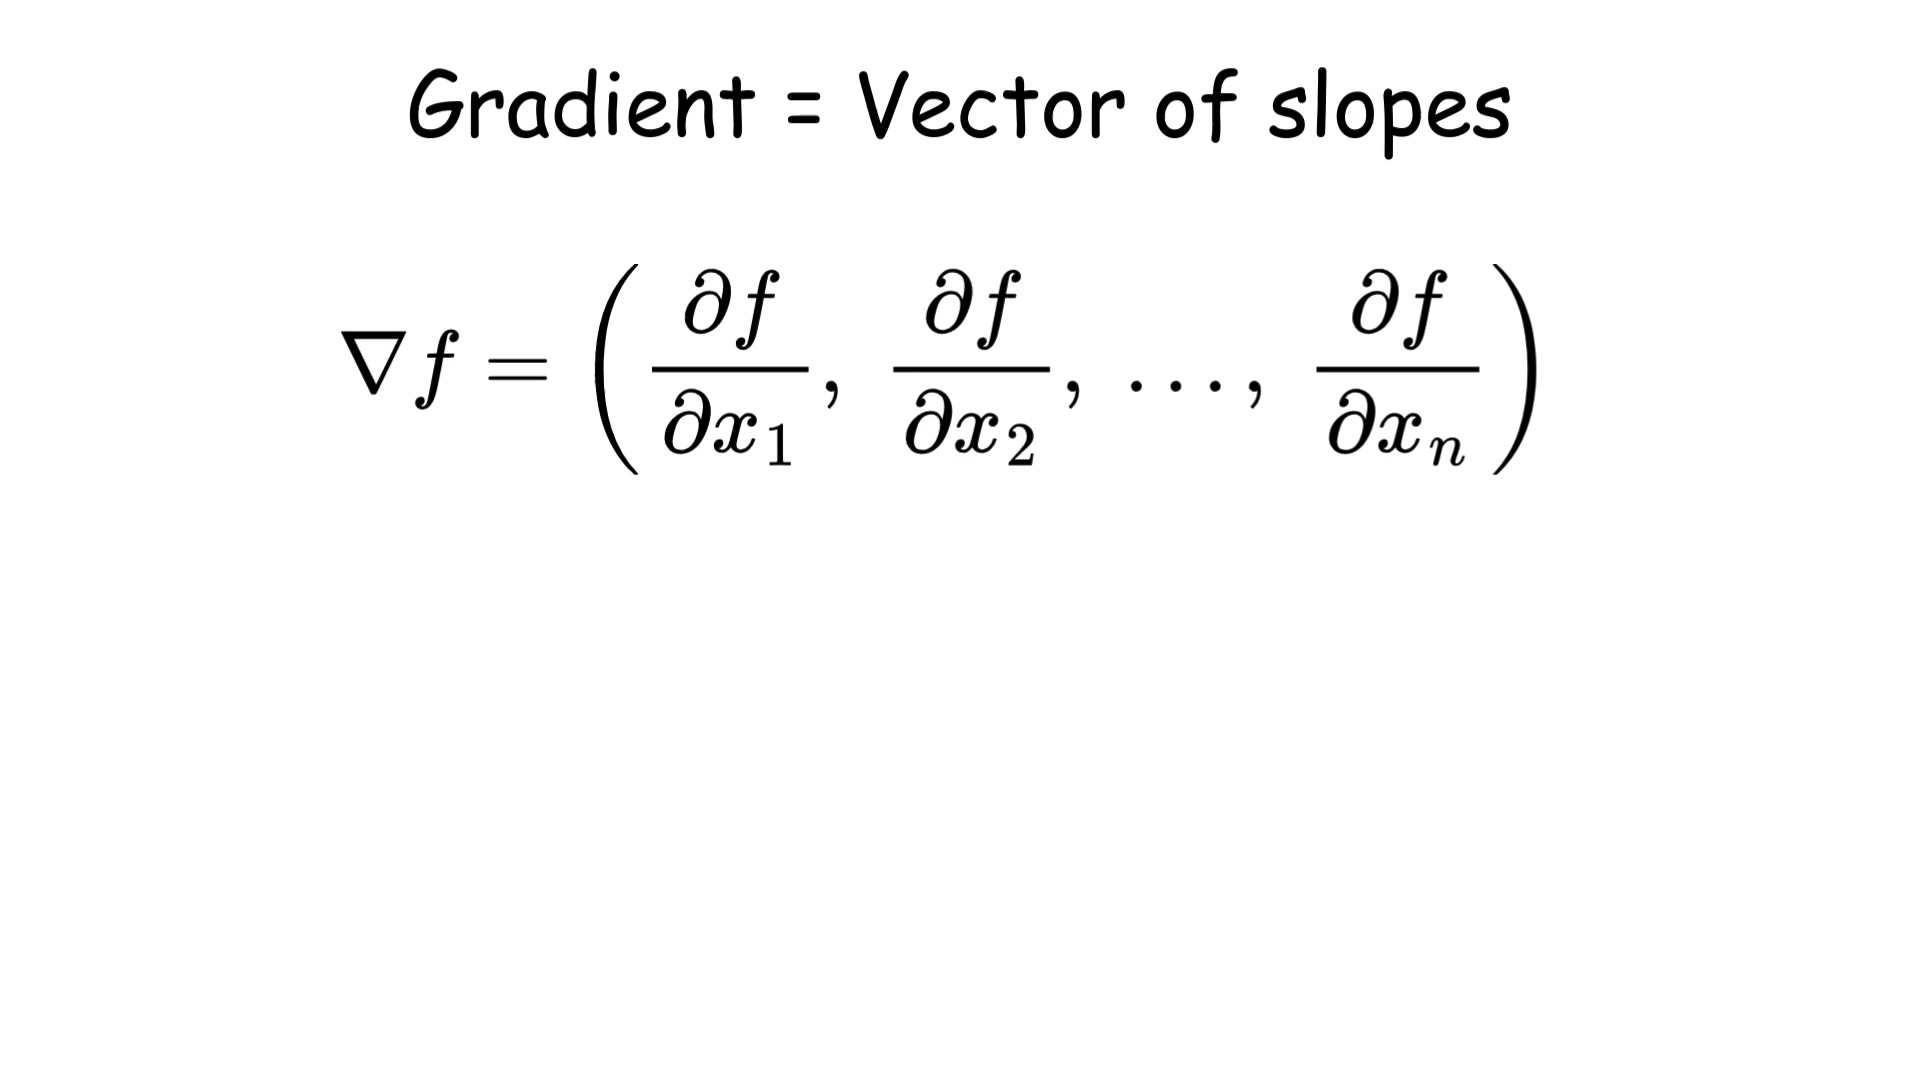 Gradient = Vector of slopes
∇f = ( ∂f/∂x₁ , ∂f/∂x₂ , . . . , ∂f/∂xₙ )